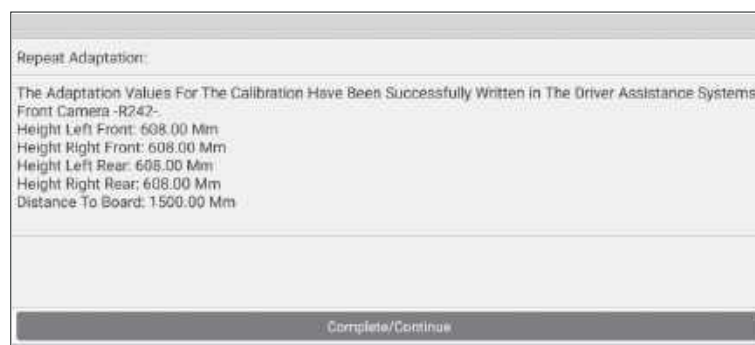 Repeat Adaptation:
The Adaptation Values For The Calibration Have Been Successfully Written in The Driver Assistance Systems
Front Camera -R242-.
Height Left Front: 608.00 Mm
Height Right Front: 608.00 Mm
Height Left Rear: 608.00 Mm
Height Right Rear: 608.00 Mm
Distance To Board: 1500.00 Mm
Complete/Continue